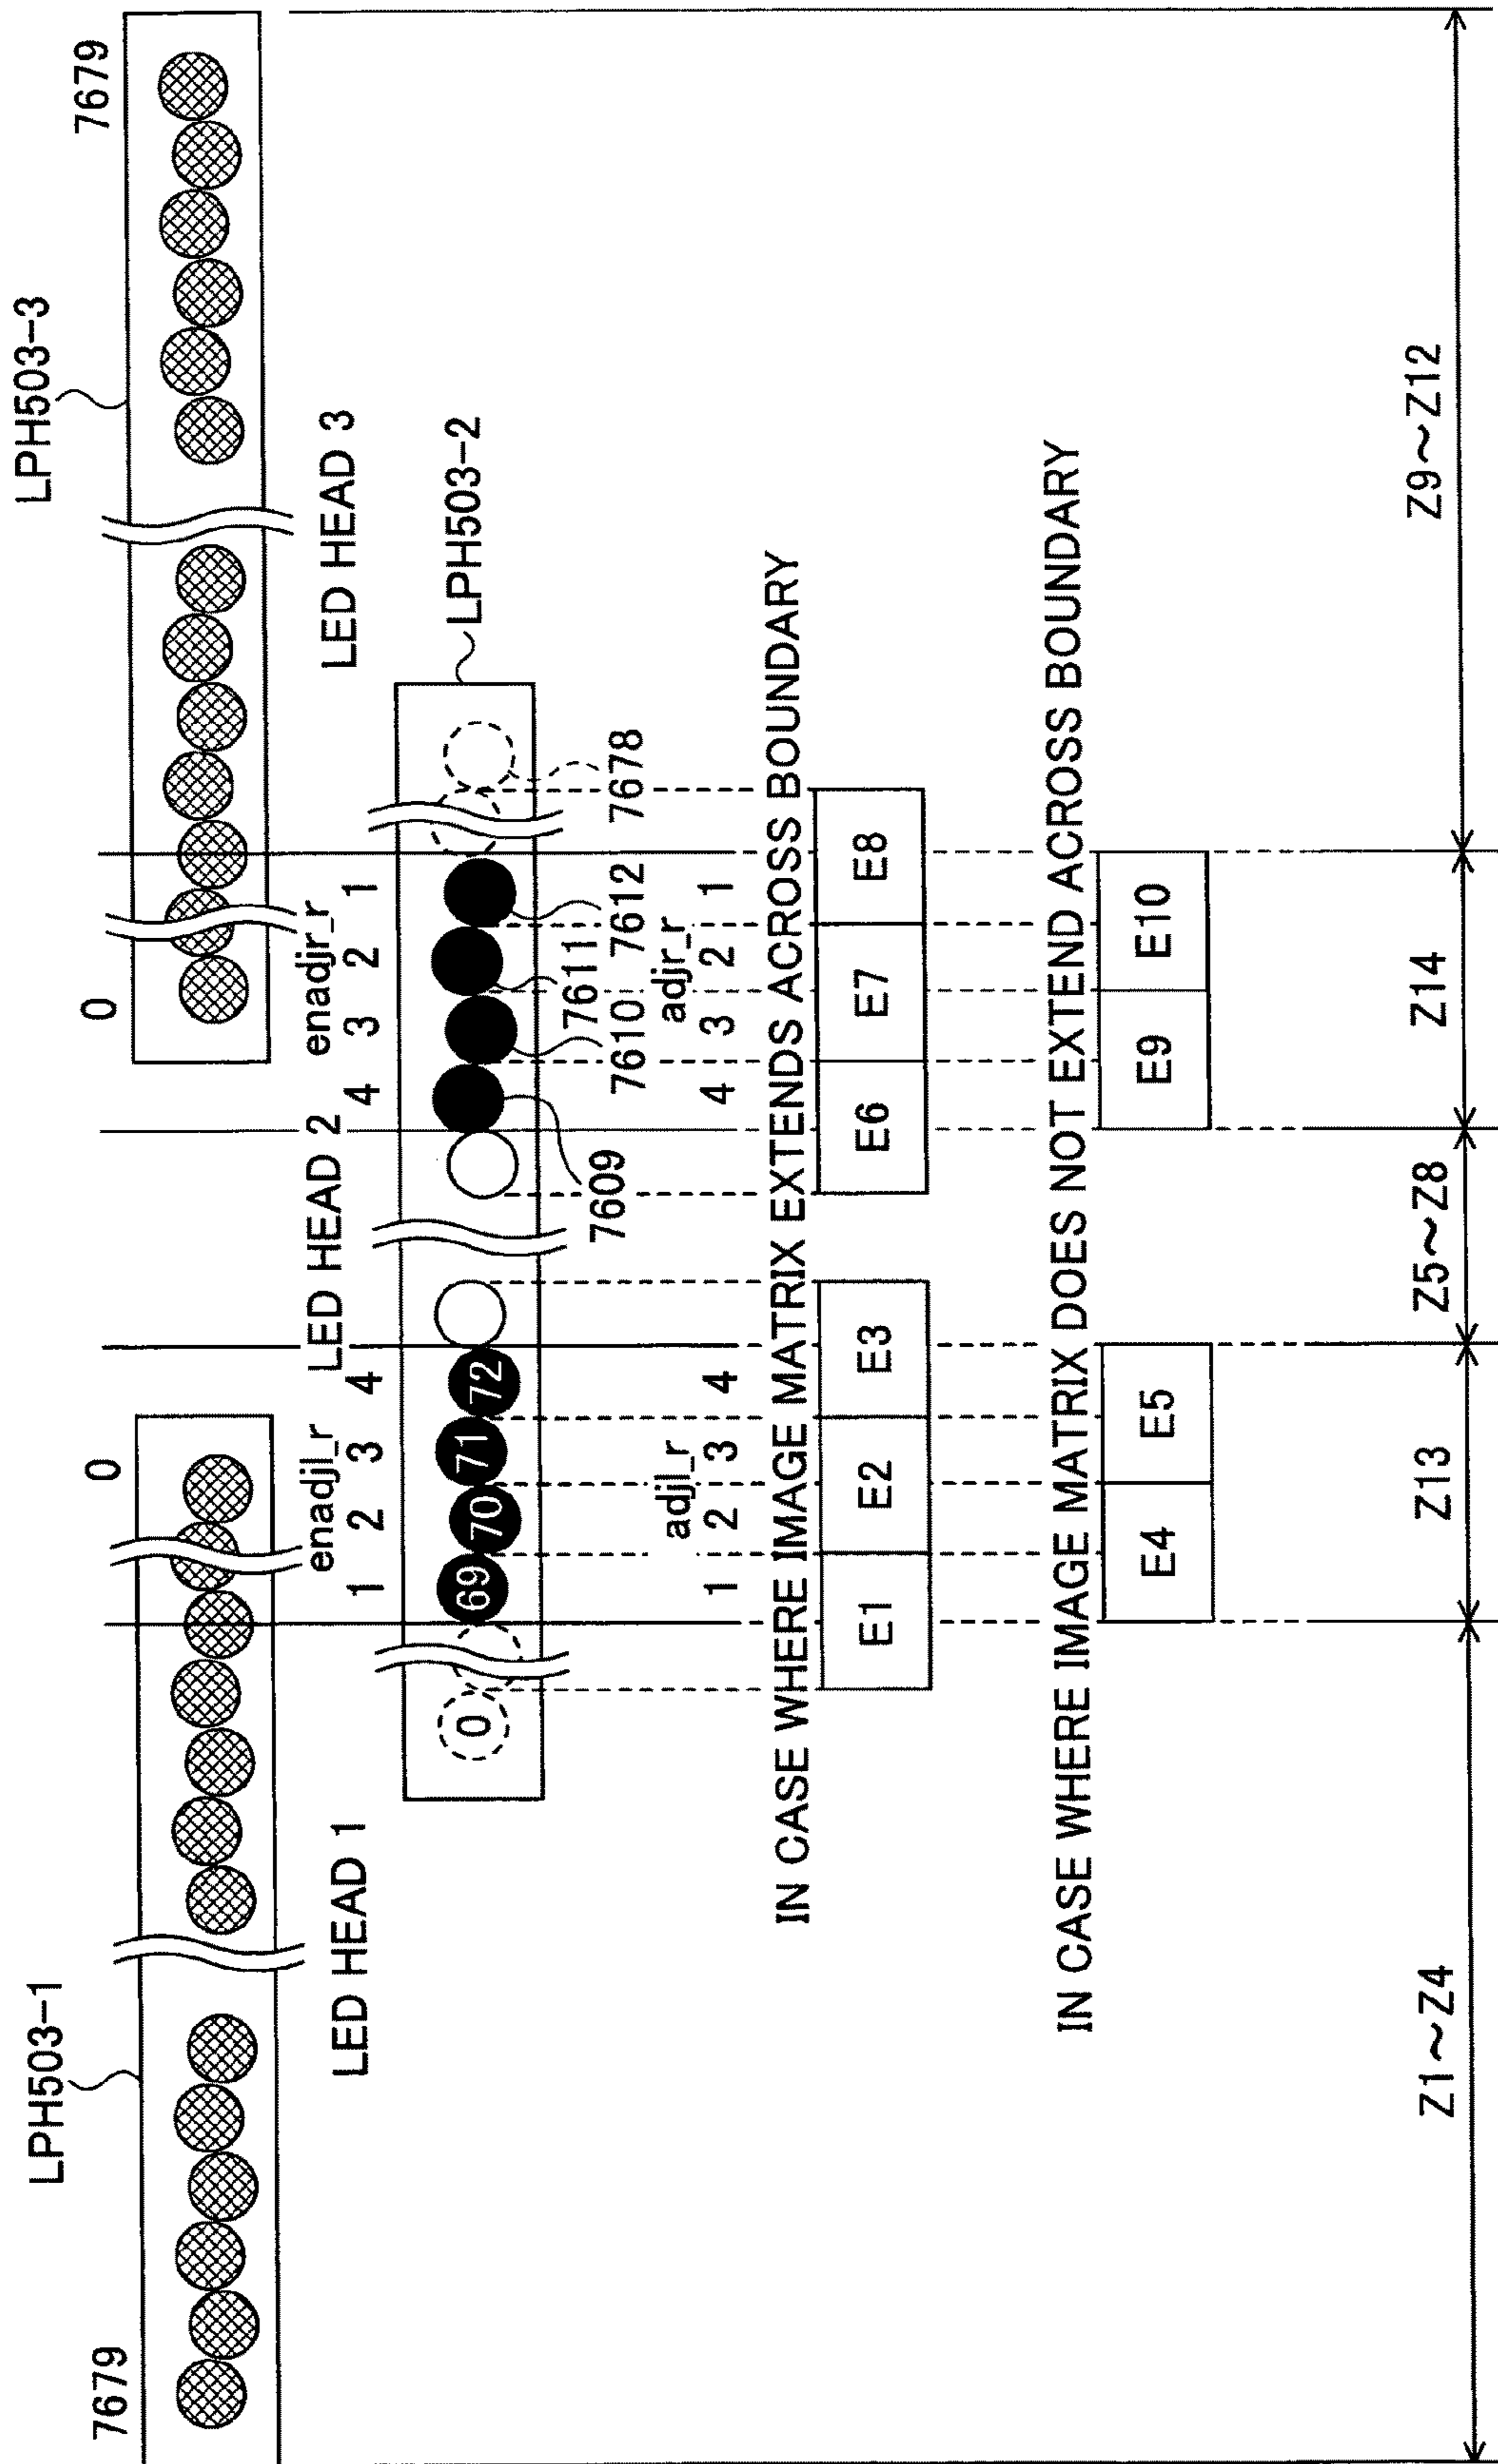 LPH503-1
LPH503-3
7679
0
0
7679
LED HEAD 1
LED HEAD 2
LED HEAD 3
enadjl_r
1 2 3 4
enadjr_r
4 3 2 1
LPH503-2
0
69
70
71
72
7609
7610
7611
7612
7678
adjl_r
1 2 3 4
adjr_r
4 3 2 1
IN CASE WHERE IMAGE MATRIX EXTENDS ACROSS BOUNDARY
E1
E2
E3
E6
E7
E8
IN CASE WHERE IMAGE MATRIX DOES NOT EXTEND ACROSS BOUNDARY
E4
E5
E9
E10
Z1~Z4
Z13
Z5~Z8
Z14
Z9~Z12